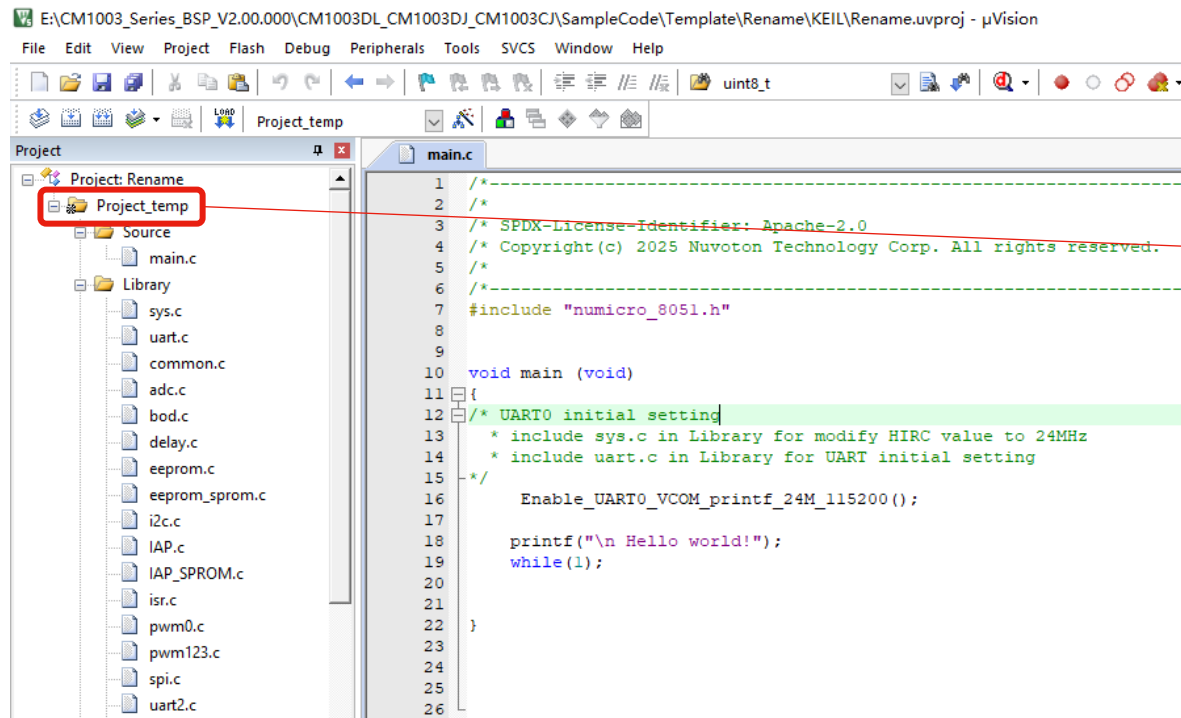 E:\CM1003_Series_BSP_V2.00.000\CM1003DL_CM1003DJ_CM1003CJ\SampleCode\Template\Rename\KEIL\Rename.uvproj - µVision
File Edit View Project Flash Debug Peripherals Tools SVCS Window Help
uint8_t
LOAD Project_temp
Project
main.c
Project: Rename
Project_temp
Source
main.c
Library
sys.c
uart.c
common.c
adc.c
bod.c
delay.c
eeprom.c
eeprom_sprom.c
i2c.c
IAP.c
IAP_SPROM.c
isr.c
pwm0.c
pwm123.c
spi.c
uart2.c
1 /*---------------------------------------------------------------------
2 /*
3 /* SPDX-License-Identifier: Apache-2.0
4 /* Copyright(c) 2025 Nuvoton Technology Corp. All rights reserved.
5 /*
6 /*---------------------------------------------------------------------
7 #include "numicro_8051.h"
8
9
10 void main (void)
11 {
12 /* UART0 initial setting
13 * include sys.c in Library for modify HIRC value to 24MHz
14 * include uart.c in Library for UART initial setting
15 */
16 Enable_UART0_VCOM_printf_24M_115200();
17
18 printf("\n Hello world!");
19 while(1);
20
21
22 }
23
24
25
26